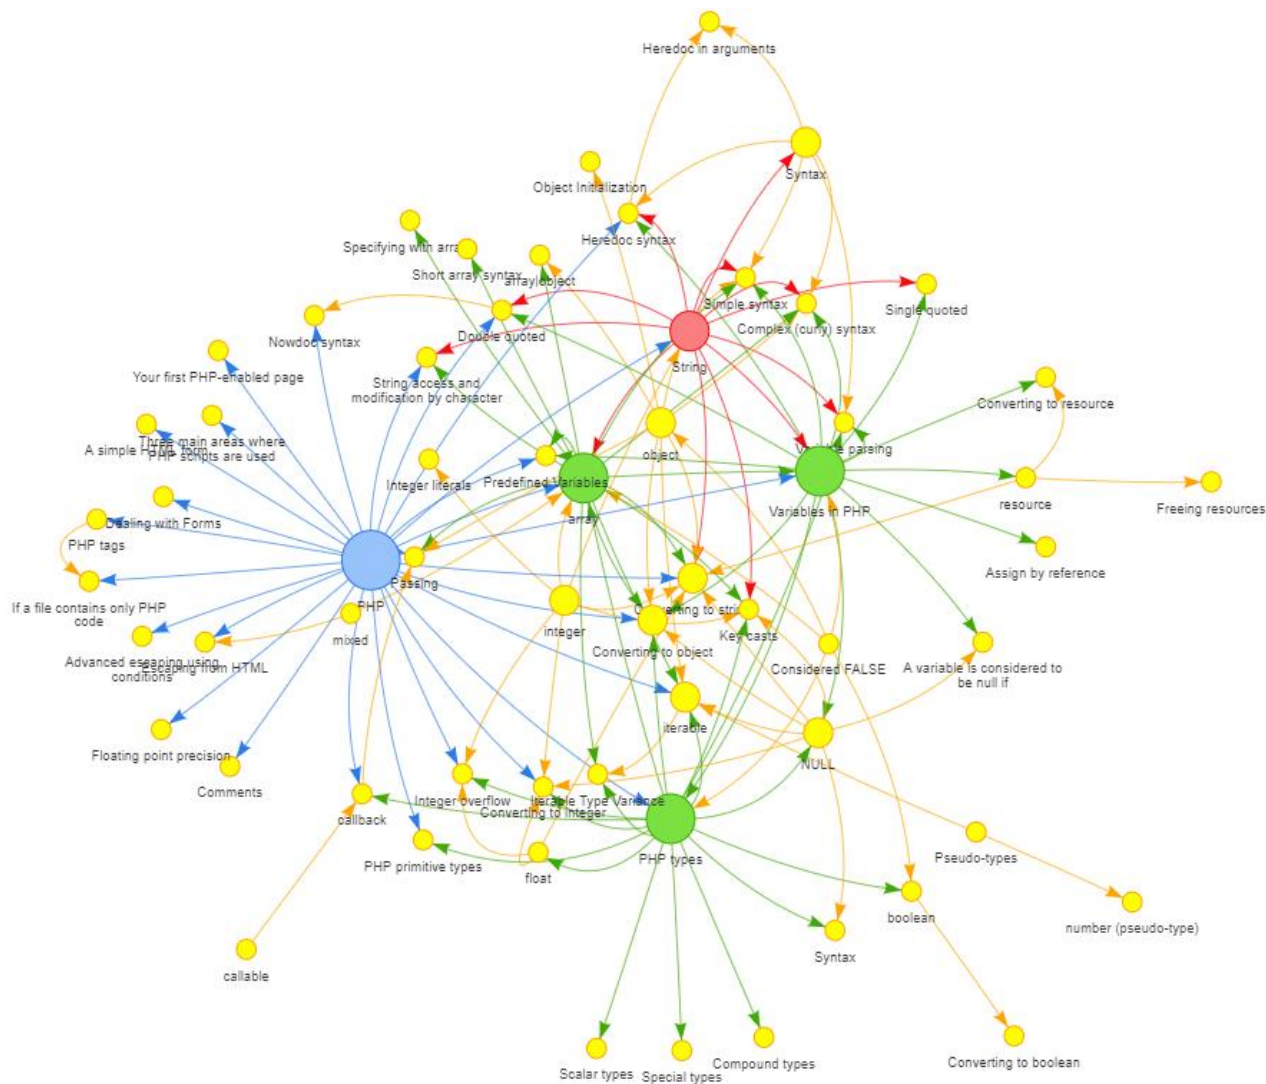 Heredoc in arguments
Syntax
Object Initialization
Heredoc syntax
Specifying with array
Short array syntax
array|object
Simple syntax
Single quoted
Complex (curly) syntax
Nowdoc syntax
Double quoted
String
Your first PHP-enabled page
String access and
modification by character
Converting to resource
Three main areas where
PHP scripts are used
A simple HTML form
Variable parsing
object
Integer literals
Predefined Variables
array
Variables in PHP
resource
Freeing resources
Dealing with Forms
PHP tags
Passing
Assign by reference
PHP
If a file contains only PHP
code
Converting to string
Key casts
integer
mixed
Converting to object
Considered FALSE
A variable is considered to
be null if
Advanced escaping using
conditions
Escaping from HTML
iterable
Floating point precision
NULL
Comments
Integer overflow
Iterable Type Variance
Converting to integer
callback
PHP primitive types
float
PHP types
Pseudo-types
boolean
number (pseudo-type)
Syntax
callable
Scalar types
Special types
Compound types
Converting to boolean